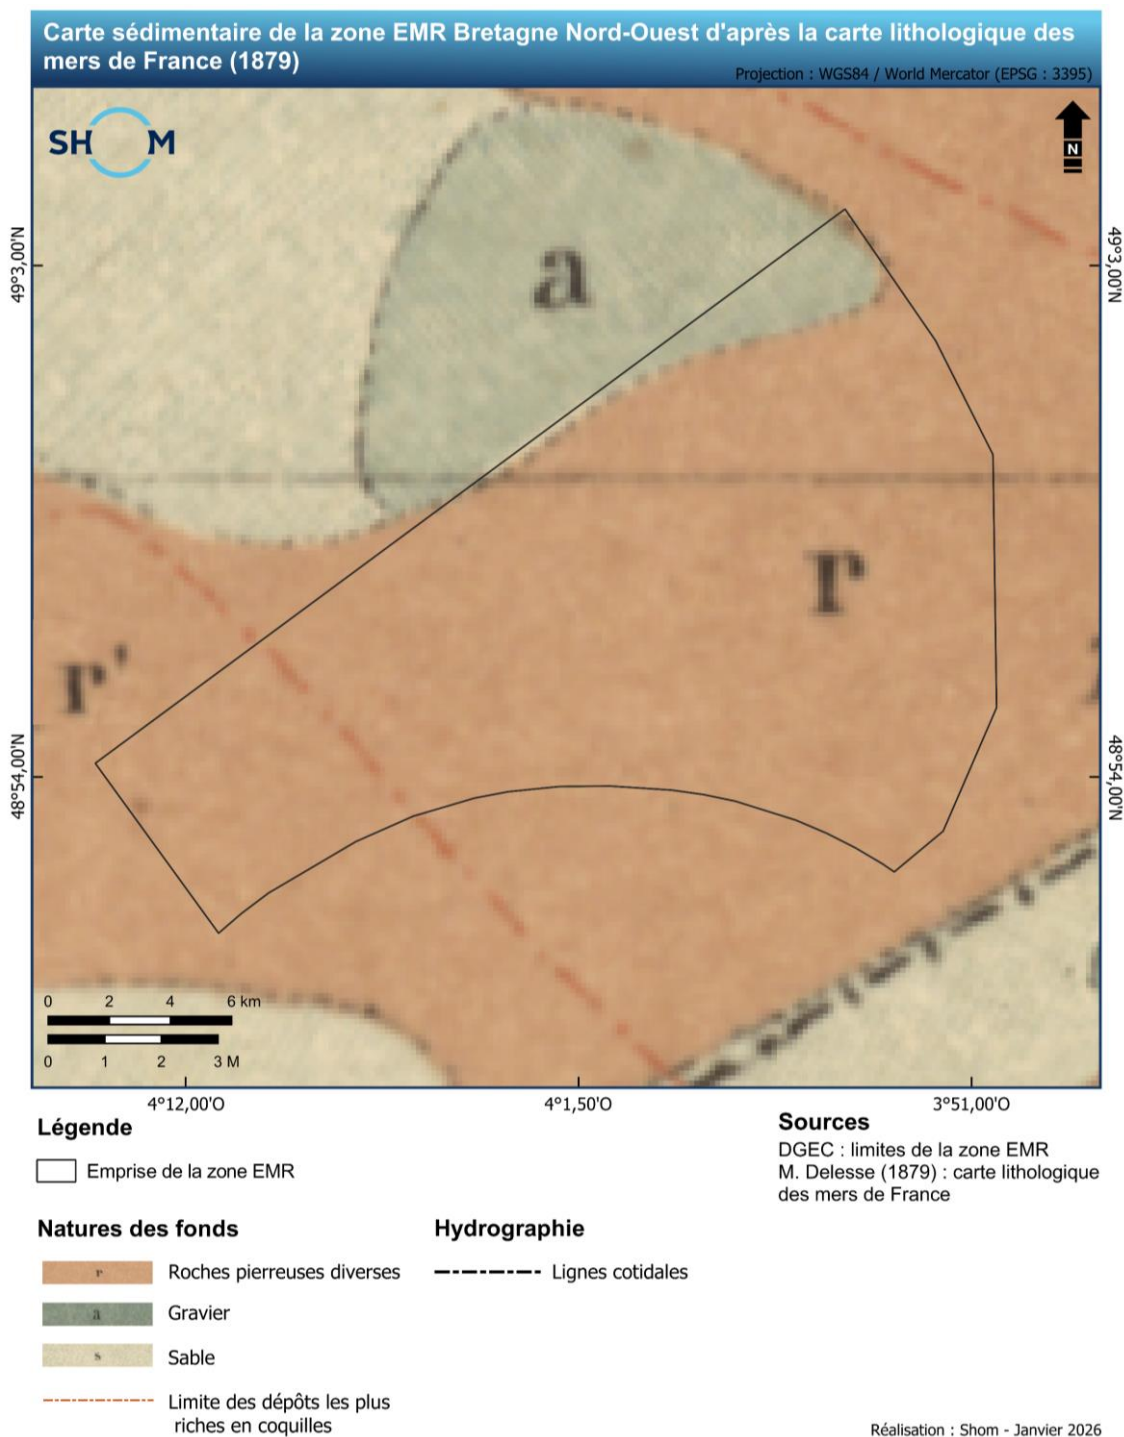 Carte sédimentaire de la zone EMR Bretagne Nord-Ouest d'après la carte lithologique des
mers de France (1879)
Projection : WGS84 / World Mercator (EPSG : 3395)
SHOM
N
49°3,00'N
49°3,00'N
a
r
r'
48°54,00'N
48°54,00'N
0 2 4 6 km
0 1 2 3 M
4°12,00'O
4°1,50'O
3°51,00'O
Légende
Emprise de la zone EMR
Sources
DGEC : limites de la zone EMR
M. Delesse (1879) : carte lithologique
des mers de France
Natures des fonds
r Roches pierreuses diverses
a Gravier
s Sable
Limite des dépôts les plus
riches en coquilles
Hydrographie
Lignes cotidales
Réalisation : Shom - Janvier 2026